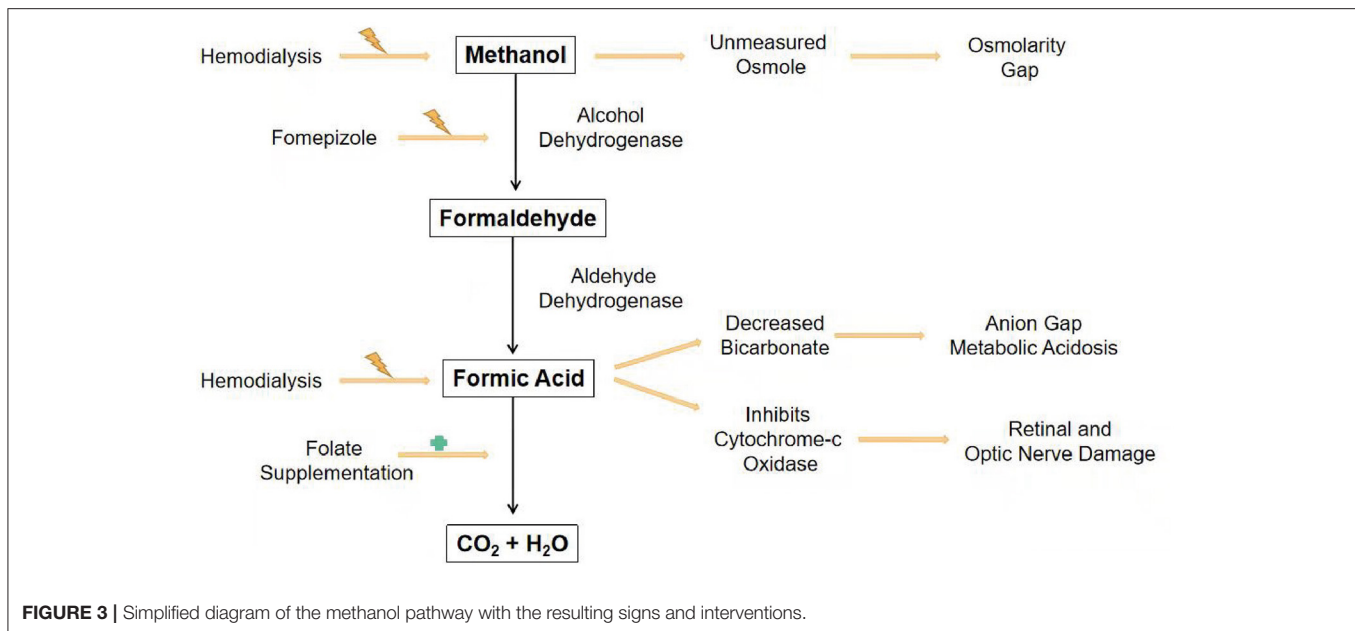 Hemodialysis
Methanol
Unmeasured
Osmole
Osmolarity
Gap
Fomepizole
Alcohol
Dehydrogenase
Formaldehyde
Aldehyde
Dehydrogenase
Hemodialysis
Formic Acid
Decreased
Bicarbonate
Anion Gap
Metabolic Acidosis
Inhibits
Cytochrome-c
Oxidase
Retinal and
Optic Nerve Damage
Folate
Supplementation
CO₂ + H₂O
FIGURE 3 | Simplified diagram of the methanol pathway with the resulting signs and interventions.